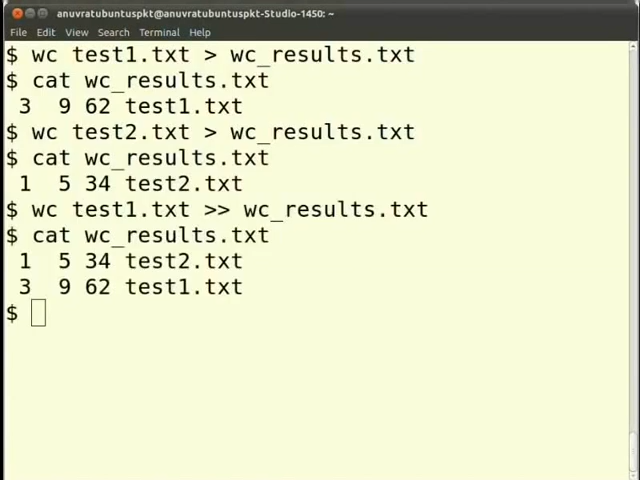 anuvratubuntuspkt@anuvratubuntuspkt-Studio-1450: ~
File Edit View Search Terminal Help
$ wc test1.txt > wc_results.txt
$ cat wc_results.txt
3 9 62 test1.txt
$ wc test2.txt > wc_results.txt
$ cat wc_results.txt
1 5 34 test2.txt
$ wc test1.txt >> wc_results.txt
$ cat wc_results.txt
1 5 34 test2.txt
3 9 62 test1.txt
$